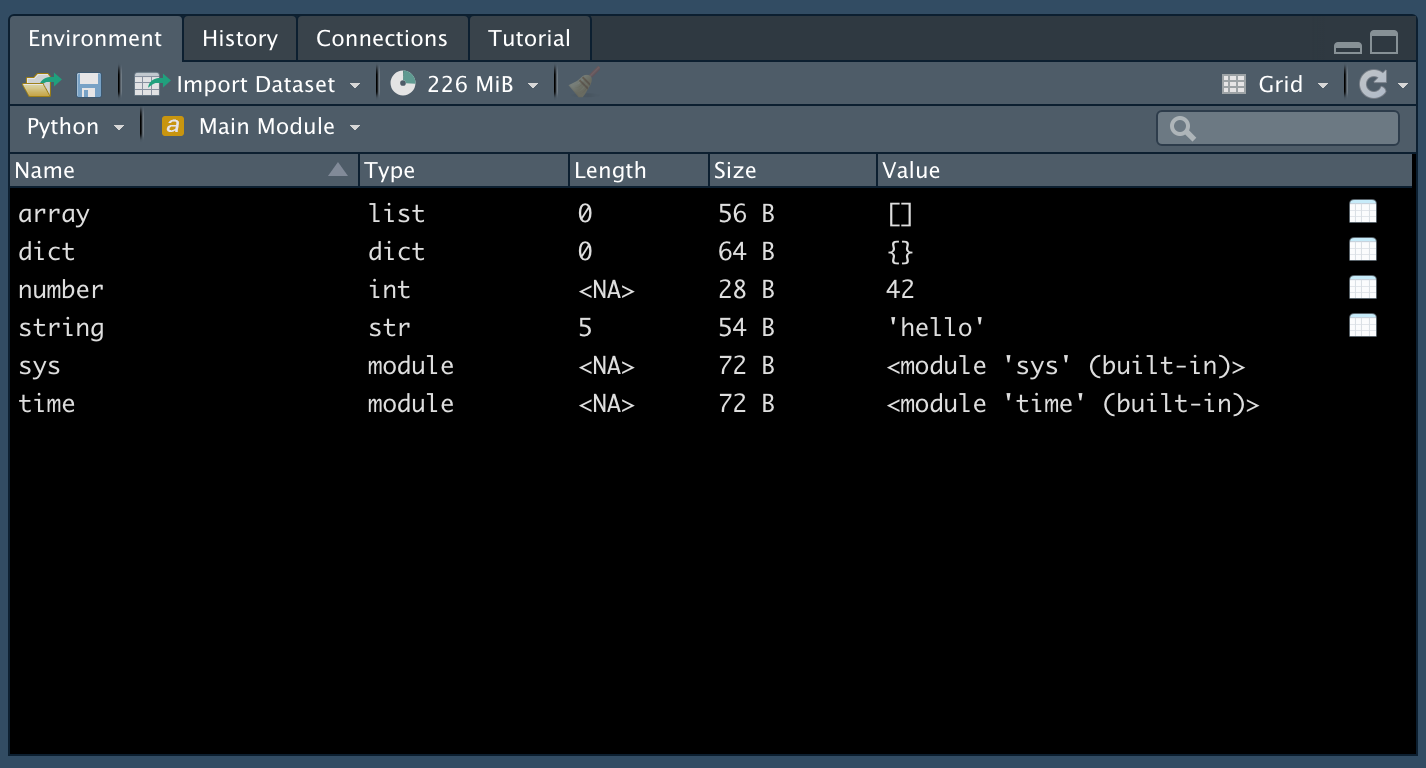 Environment History Connections Tutorial
Import Dataset 226 MiB Grid
Python a Main Module
Name Type Length Size Value
array list 0 56 B []
dict dict 0 64 B {}
number int <NA> 28 B 42
string str 5 54 B 'hello'
sys module <NA> 72 B <module 'sys' (built-in)>
time module <NA> 72 B <module 'time' (built-in)>